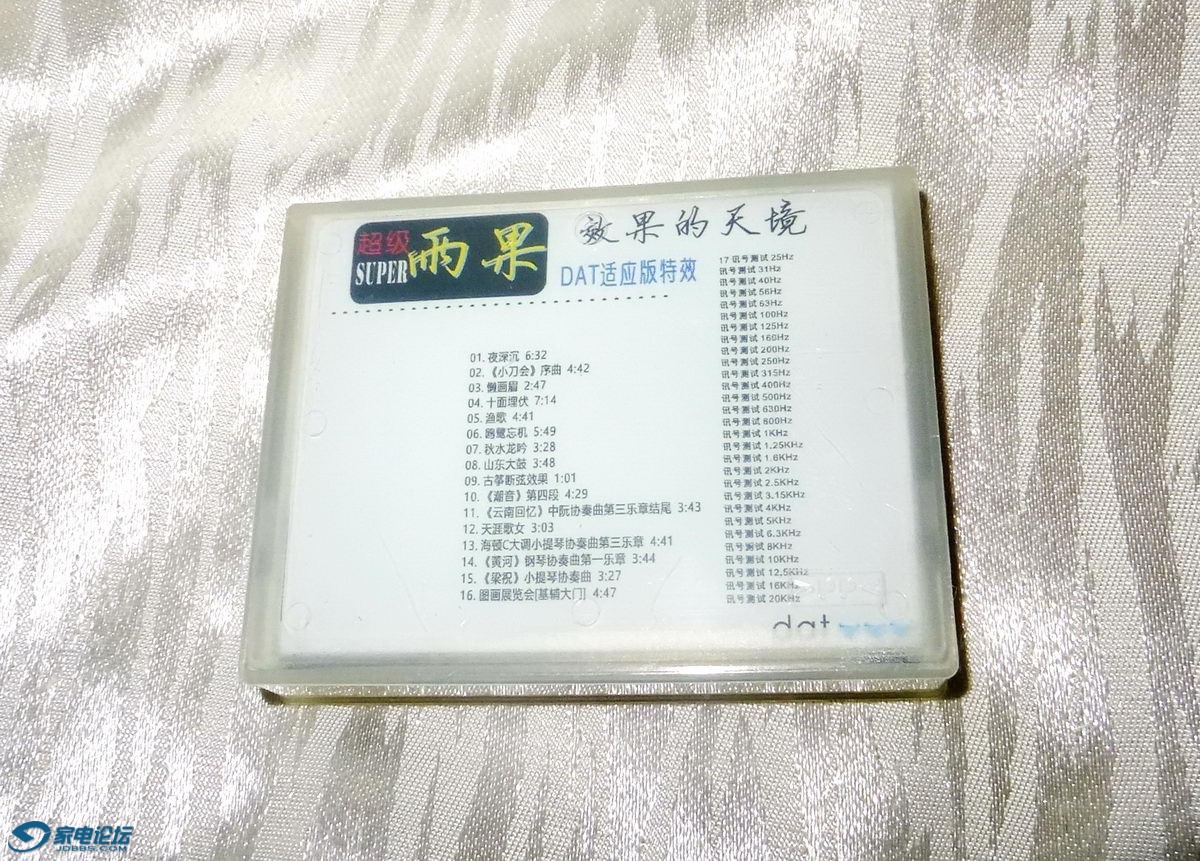 超级
SUPER
雨果
效果的天境
DAT适应版特效
01. 夜深沉 6:32
02. 《小刀会》序曲 4:42
03. 懒画眉 2:47
04. 十面埋伏 7:14
05. 渔歌 4:41
06. 鸥鹭忘机 5:49
07. 秋水龙吟 3:28
08. 山东大鼓 3:48
09. 古筝断弦效果 1:01
10. 《潮音》第四段 4:29
11. 《云南回忆》中阮协奏曲第三乐章结尾 3:43
12. 天涯歌女 3:03
13. 海顿C大调小提琴协奏曲第三乐章 4:41
14. 《黄河》钢琴协奏曲第一乐章 3:44
15. 《梁祝》小提琴协奏曲 3:27
16. 图画展览会[基辅大门] 4:47
17 讯号测试 25Hz
讯号测试 31Hz
讯号测试 40Hz
讯号测试 56Hz
讯号测试 63Hz
讯号测试 100Hz
讯号测试 125Hz
讯号测试 160Hz
讯号测试 200Hz
讯号测试 250Hz
讯号测试 315Hz
讯号测试 400Hz
讯号测试 500Hz
讯号测试 630Hz
讯号测试 800Hz
讯号测试 1KHz
讯号测试 1.25KHz
讯号测试 1.6KHz
讯号测试 2KHz
讯号测试 2.5KHz
讯号测试 3.15KHz
讯号测试 4KHz
讯号测试 5KHz
讯号测试 6.3KHz
讯号测试 8KHz
讯号测试 10KHz
讯号测试 12.5KHz
讯号测试 16KHz
讯号测试 20KHz
dat
家电论坛
JDBBS.COM